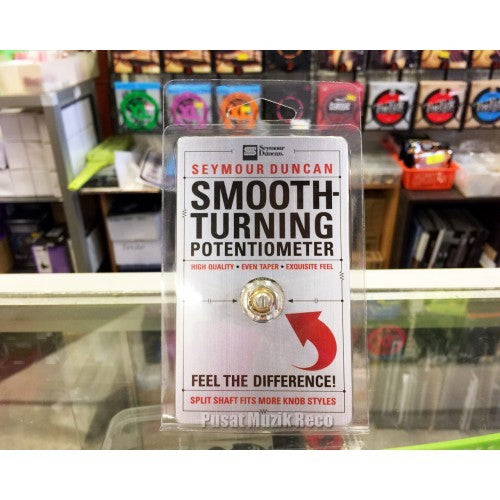 Seymour
Duncan.
SEYMOUR DUNCAN
SMOOTH-
TURNING
POTENTIOMETER
HIGH QUALITY • EVEN TAPER • EXQUISITE FEEL
FEEL THE DIFFERENCE!
SPLIT SHAFT FITS MORE KNOB STYLES
Pusat Muzik Reco